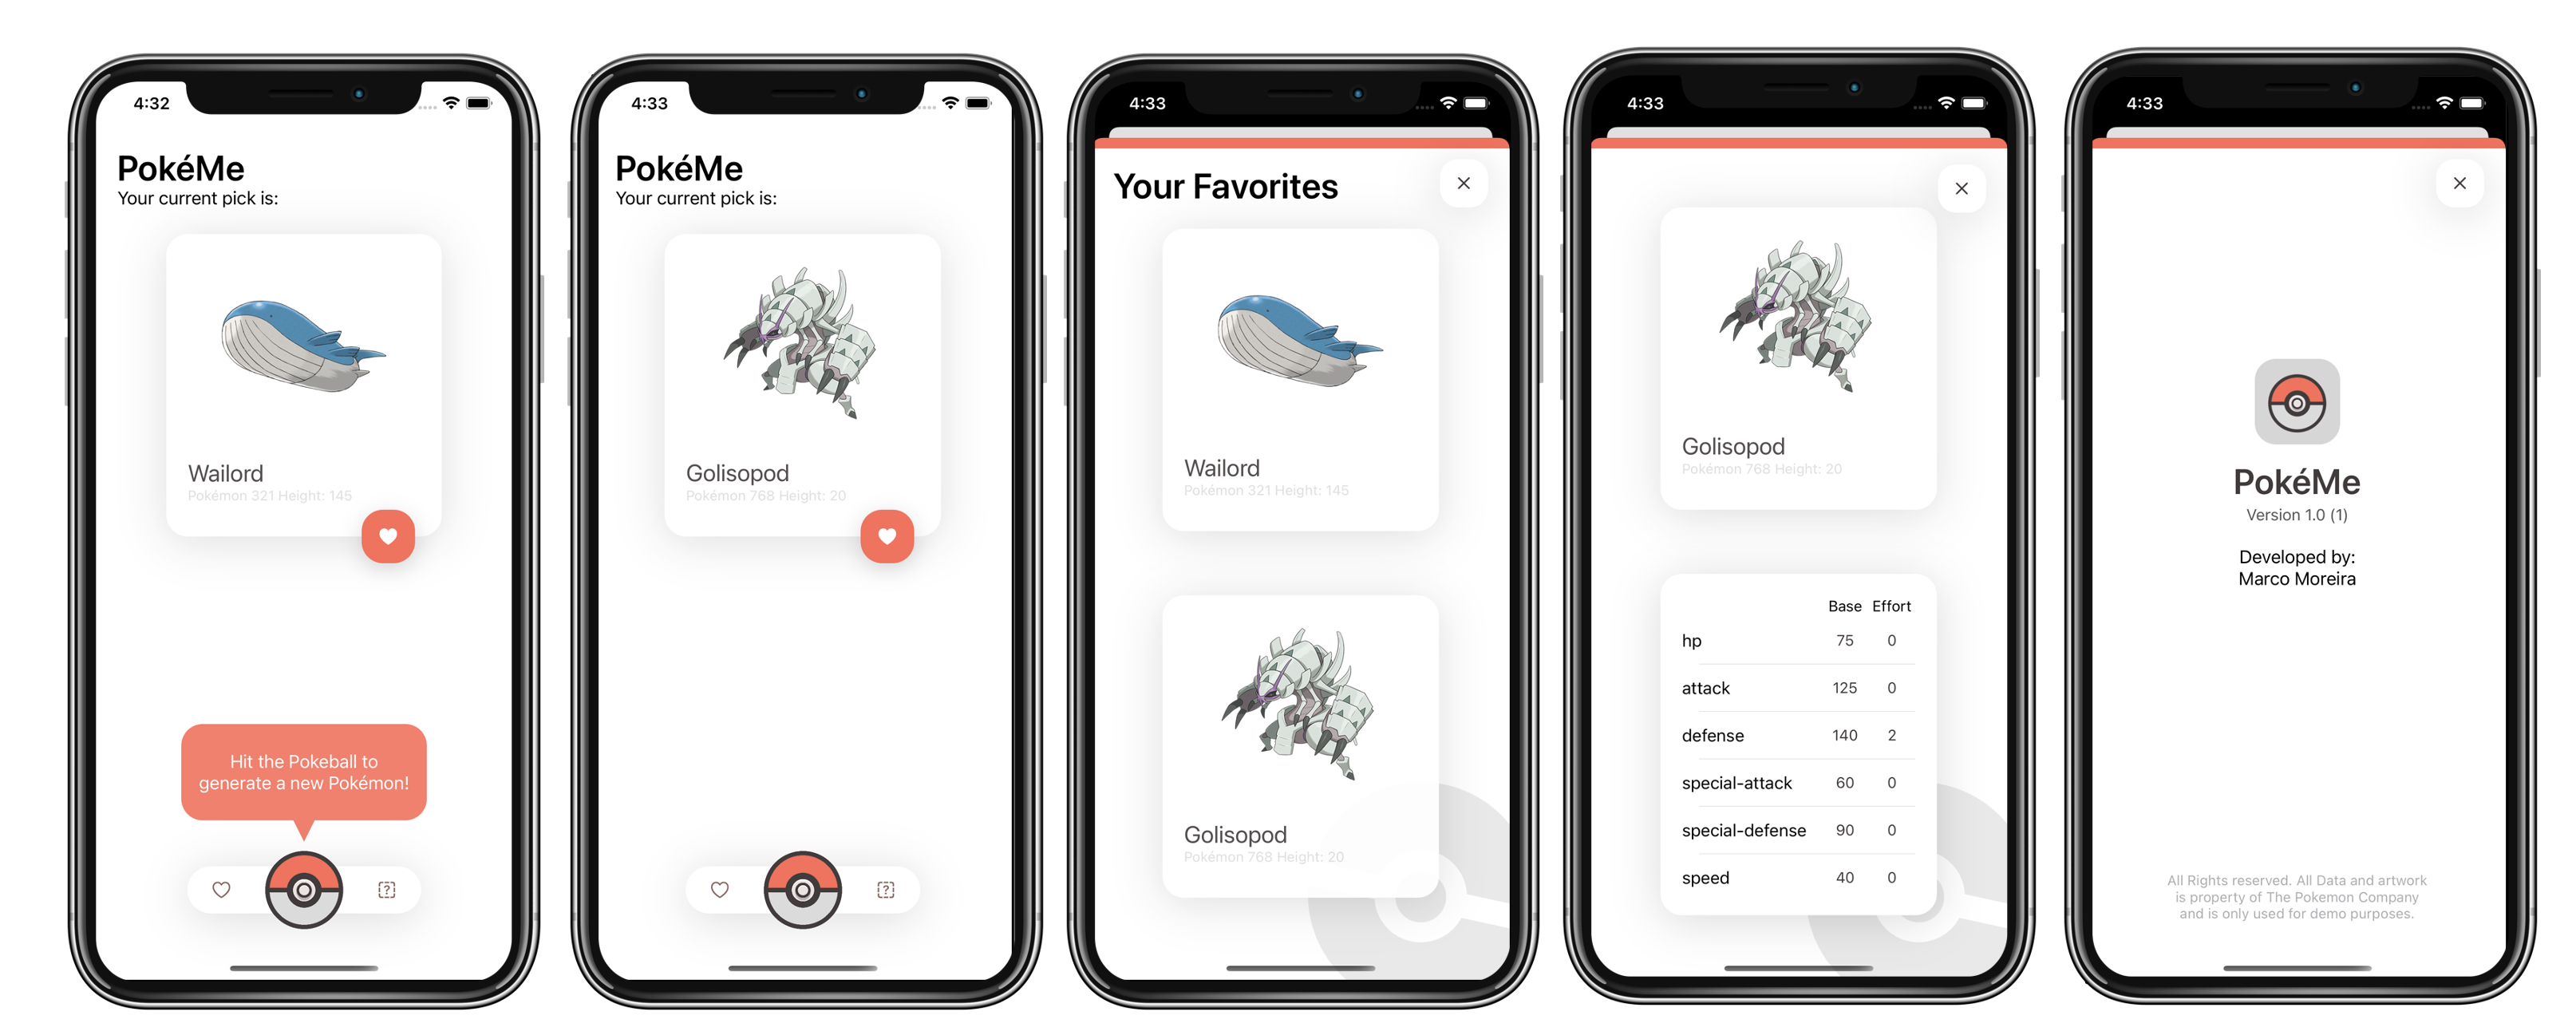 4:32
PokéMe
Your current pick is:
Wailord
Pokémon 321 Height: 145
Hit the Pokeball to
generate a new Pokémon!
?
4:33
PokéMe
Your current pick is:
Golisopod
Pokémon 768 Height: 20
?
4:33
Your Favorites
Wailord
Pokémon 321 Height: 145
Golisopod
Pokémon 768 Height: 20
4:33
Golisopod
Pokémon 768 Height: 20
Base Effort
hp 75 0
attack 125 0
defense 140 2
special-attack 60 0
special-defense 90 0
speed 40 0
4:33
PokéMe
Version 1.0 (1)
Developed by:
Marco Moreira
All Rights reserved. All Data and artwork
is property of The Pokemon Company
and is only used for demo purposes.